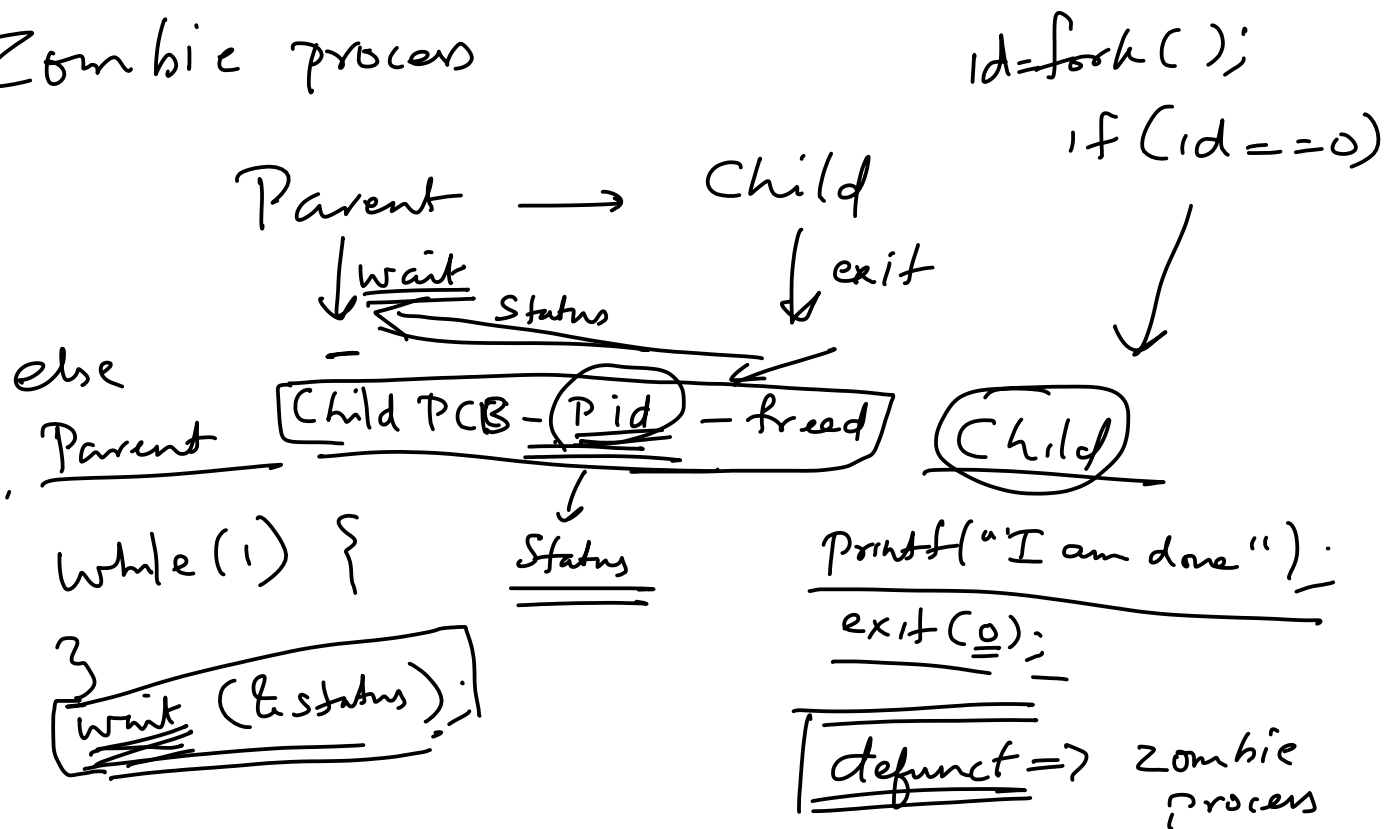 Zombie process
id=fork();
if (id==0)
Parent → Child
wait
exit
Status
else
Parent
Child PCB - Pid - freed
Child
while(1) {
Status
printf("I am done");
}
exit(0);
wait (&status);
defunct => zombie
process